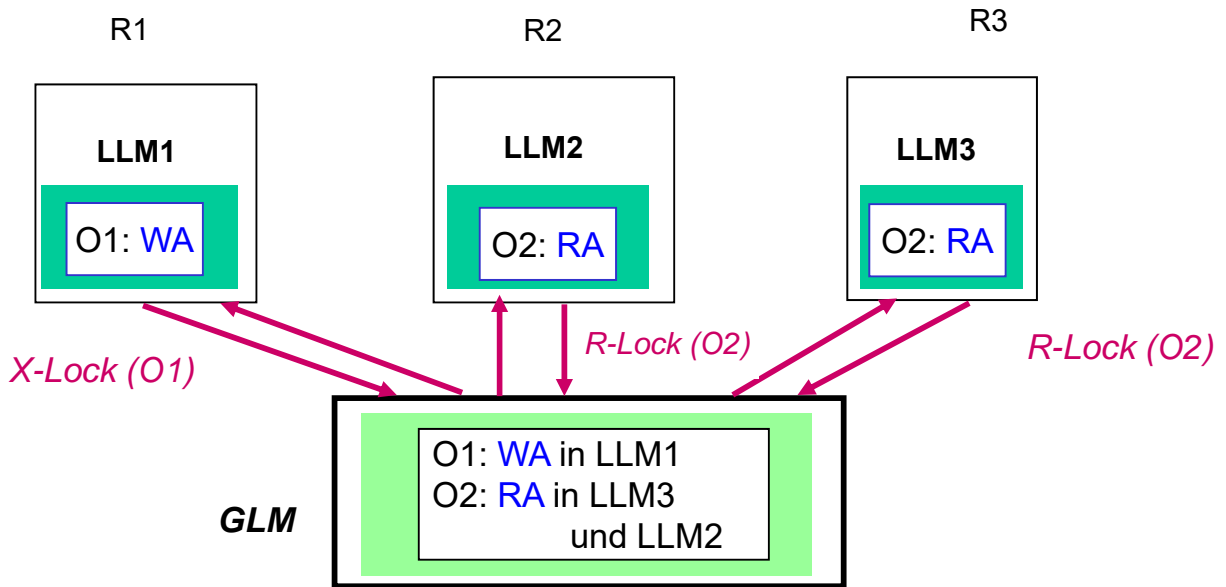 R1
R2
R3
LLM1
LLM2
LLM3
O1: WA
O2: RA
O2: RA
X-Lock (O1)
R-Lock (O2)
R-Lock (O2)
GLM
O1: WA in LLM1
O2: RA in LLM3
und LLM2